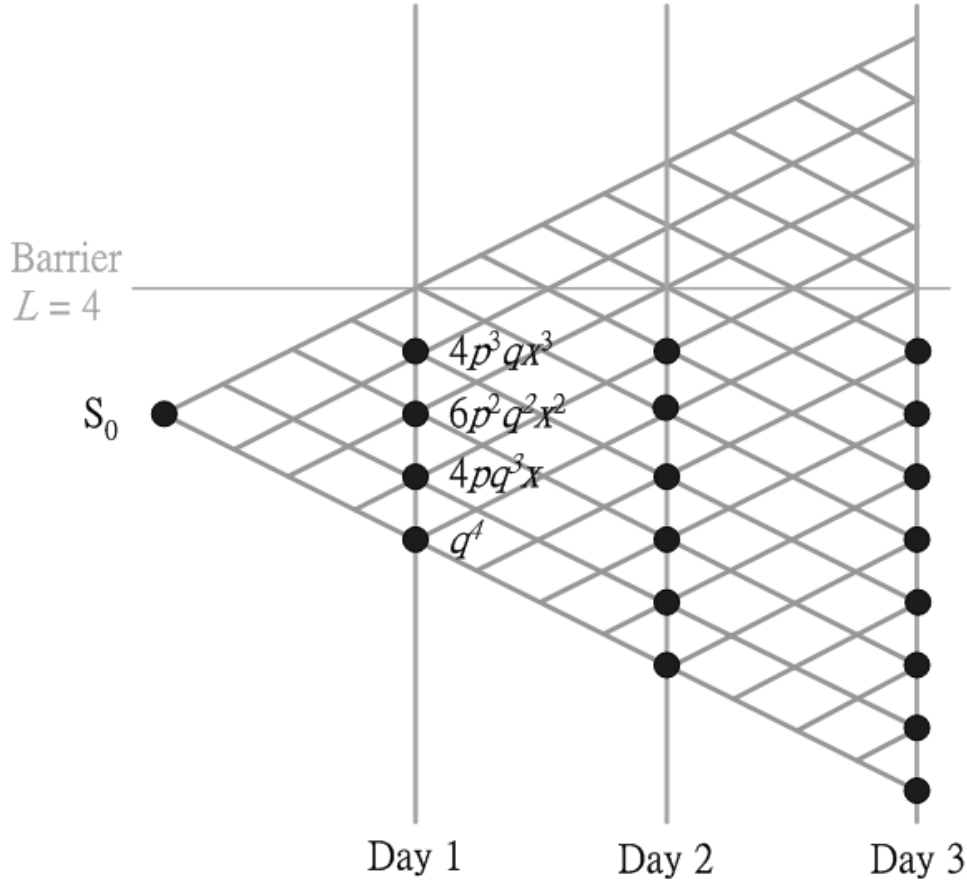 Barrier
L = 4
S₀
4p³qx³
6p²q²x²
4pq³x
q⁴
Day 1
Day 2
Day 3